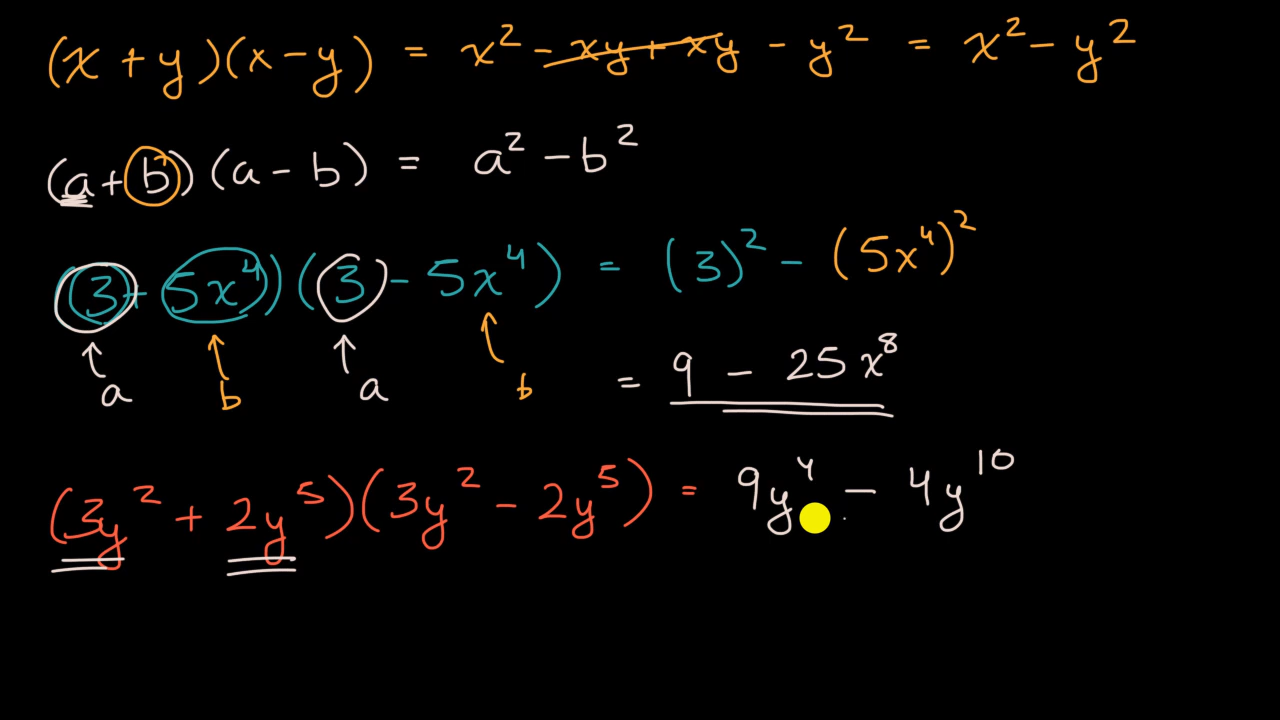 (x + y)(x - y) = x² - xy + xy - y² = x² - y²
(a + b)(a - b) = a² - b²
(3 + 5x⁴)(3 - 5x⁴) = (3)² - (5x⁴)²
a b a b = 9 - 25x⁸
(3y² + 2y⁵)(3y² - 2y⁵) = 9y⁴ - 4y¹⁰